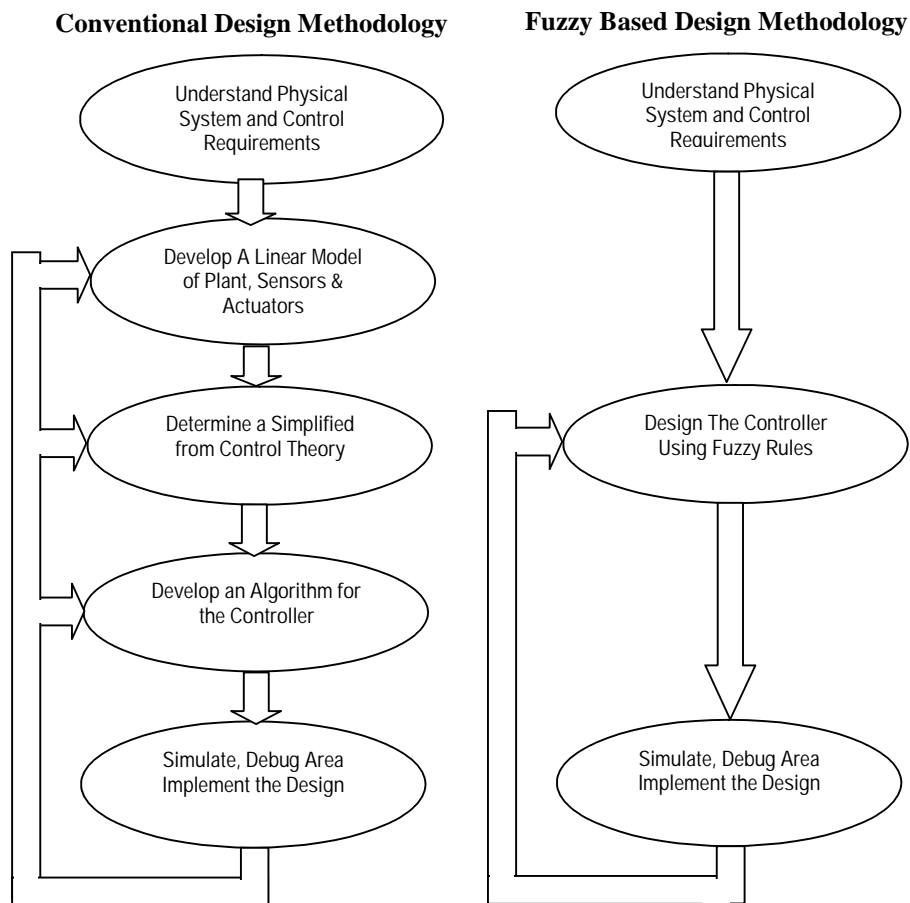 Conventional Design Methodology
Understand Physical
System and Control
Requirements
Develop A Linear Model
of Plant, Sensors &
Actuators
Determine a Simplified
from Control Theory
Develop an Algorithm for
the Controller
Simulate, Debug Area
Implement the Design
Fuzzy Based Design Methodology
Understand Physical
System and Control
Requirements
Design The Controller
Using Fuzzy Rules
Simulate, Debug Area
Implement the Design